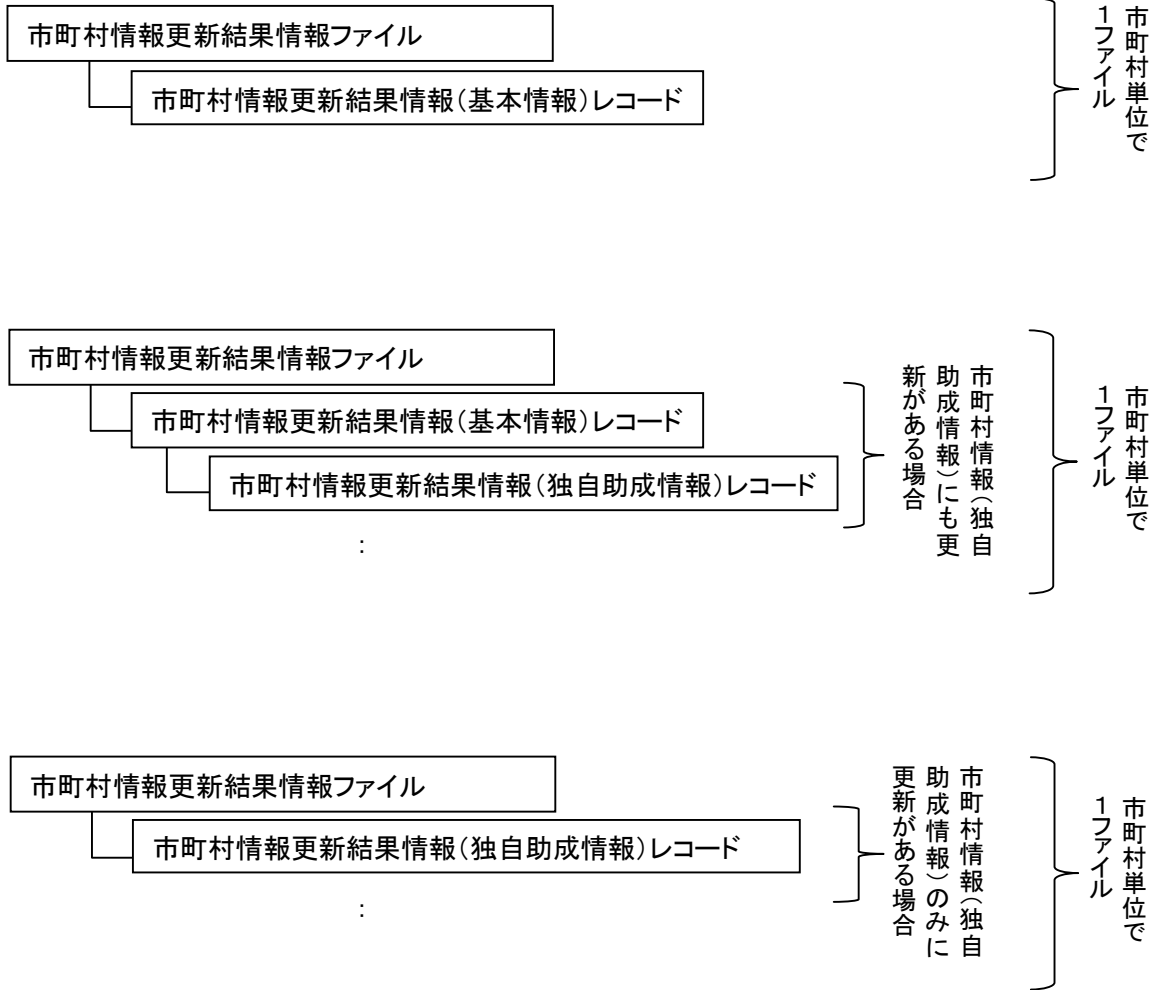 市町村情報更新結果情報ファイル
市町村情報更新結果情報(基本情報)レコード
市町村単位で
1ファイル
市町村情報更新結果情報ファイル
市町村情報更新結果情報(基本情報)レコード
市町村情報更新結果情報(独自助成情報)レコード
:
市町村情報(独自
助成情報)にも更
新がある場合
市町村単位で
1ファイル
市町村情報更新結果情報ファイル
市町村情報更新結果情報(独自助成情報)レコード
:
市町村情報(独自
助成情報)のみに
更新がある場合
市町村単位で
1ファイル